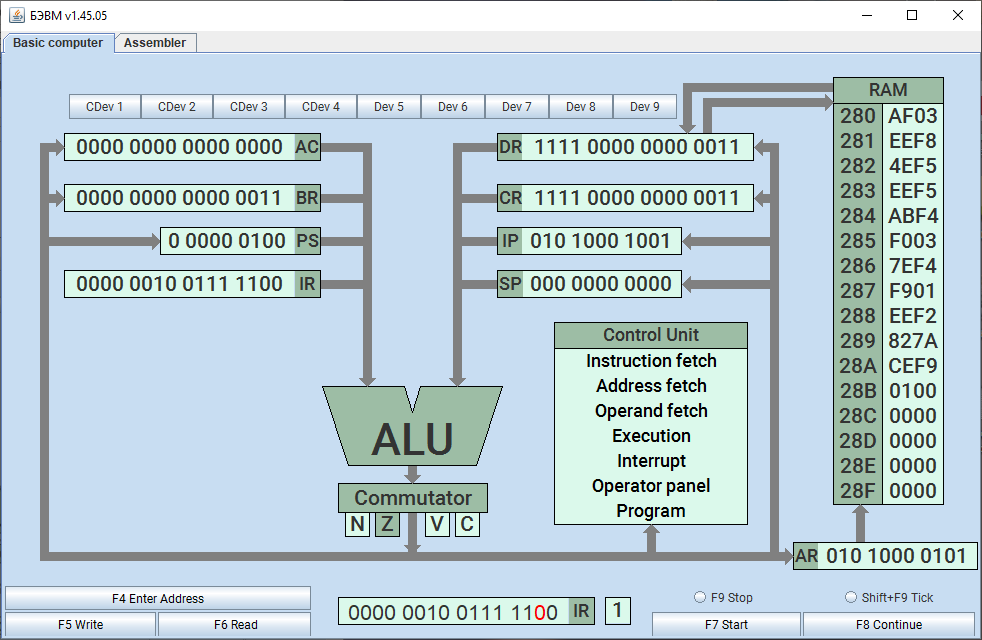 БЭВМ v1.45.05
Basic computer Assembler
CDev 1 CDev 2 CDev 3 CDev 4 Dev 5 Dev 6 Dev 7 Dev 8 Dev 9
0000 0000 0000 0000 AC
0000 0000 0000 0011 BR
0 0000 0100 PS
0000 0010 0111 1100 IR
DR 1111 0000 0000 0011
CR 1111 0000 0000 0011
IP 010 1000 1001
SP 000 0000 0000
RAM
280 AF03
281 EEF8
282 4EF5
283 EEF5
284 ABF4
285 F003
286 7EF4
287 F901
288 EEF2
289 827A
28A CEF9
28B 0100
28C 0000
28D 0000
28E 0000
28F 0000
Control Unit
Instruction fetch
Address fetch
Operand fetch
Execution
Interrupt
Operator panel
Program
ALU
Commutator
N Z V C
AR 010 1000 0101
F4 Enter Address
F5 Write F6 Read
0000 0010 0111 1100 IR 1
F9 Stop Shift+F9 Tick
F7 Start F8 Continue